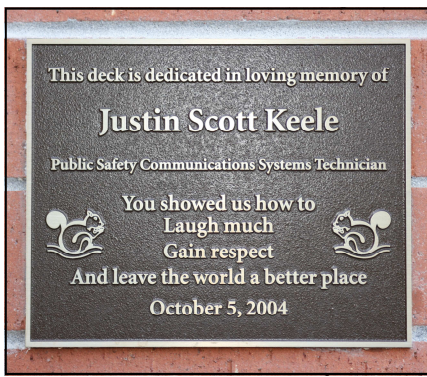 This deck is dedicated in loving memory of
Justin Scott Keele
Public Safety Communications Systems Technician
You showed us how to
Laugh much
Gain respect
And leave the world a better place
October 5, 2004